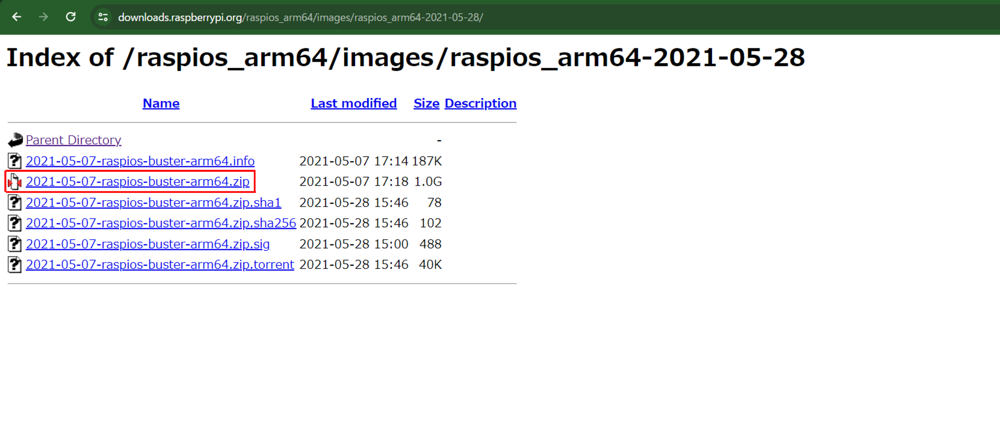 downloads.raspberrypi.org/raspios_arm64/images/raspios_arm64-2021-05-28/
Index of /raspios_arm64/images/raspios_arm64-2021-05-28
Name Last modified Size Description
Parent Directory -
2021-05-07-raspios-buster-arm64.info 2021-05-07 17:14 187K
2021-05-07-raspios-buster-arm64.zip 2021-05-07 17:18 1.0G
2021-05-07-raspios-buster-arm64.zip.sha1 2021-05-28 15:46 78
2021-05-07-raspios-buster-arm64.zip.sha256 2021-05-28 15:46 102
2021-05-07-raspios-buster-arm64.zip.sig 2021-05-28 15:00 488
2021-05-07-raspios-buster-arm64.zip.torrent 2021-05-28 15:46 40K